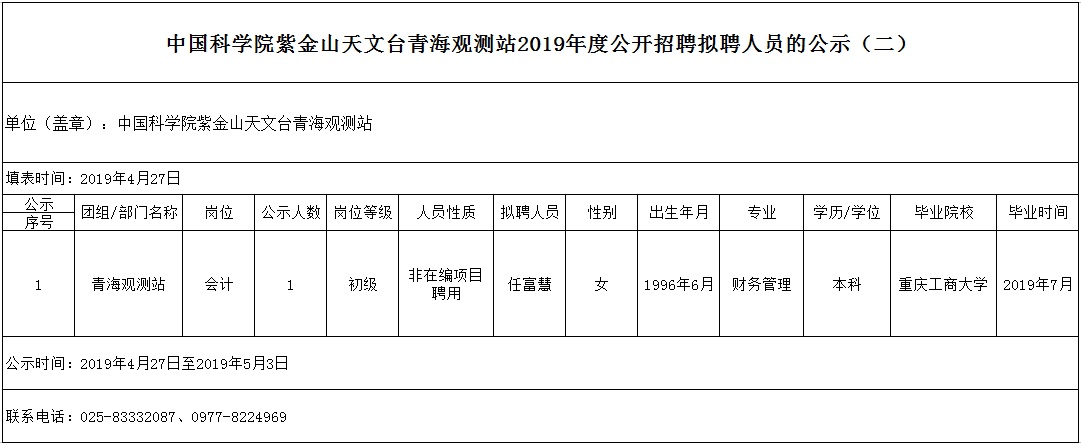 中国科学院紫金山天文台青海观测站2019年度公开招聘拟聘人员的公示（二）
单位（盖章）：中国科学院紫金山天文台青海观测站
填表时间：2019年4月27日
公示
序号 团组/部门名称 岗位 公示人数 岗位等级 人员性质 拟聘人员 性别 出生年月 专业 学历/学位 毕业院校 毕业时间
1 青海观测站 会计 1 初级 非在编项目
聘用 任富慧 女 1996年6月 财务管理 本科 重庆工商大学 2019年7月
公示时间：2019年4月27日至2019年5月3日
联系电话：025-83332087、0977-8224969